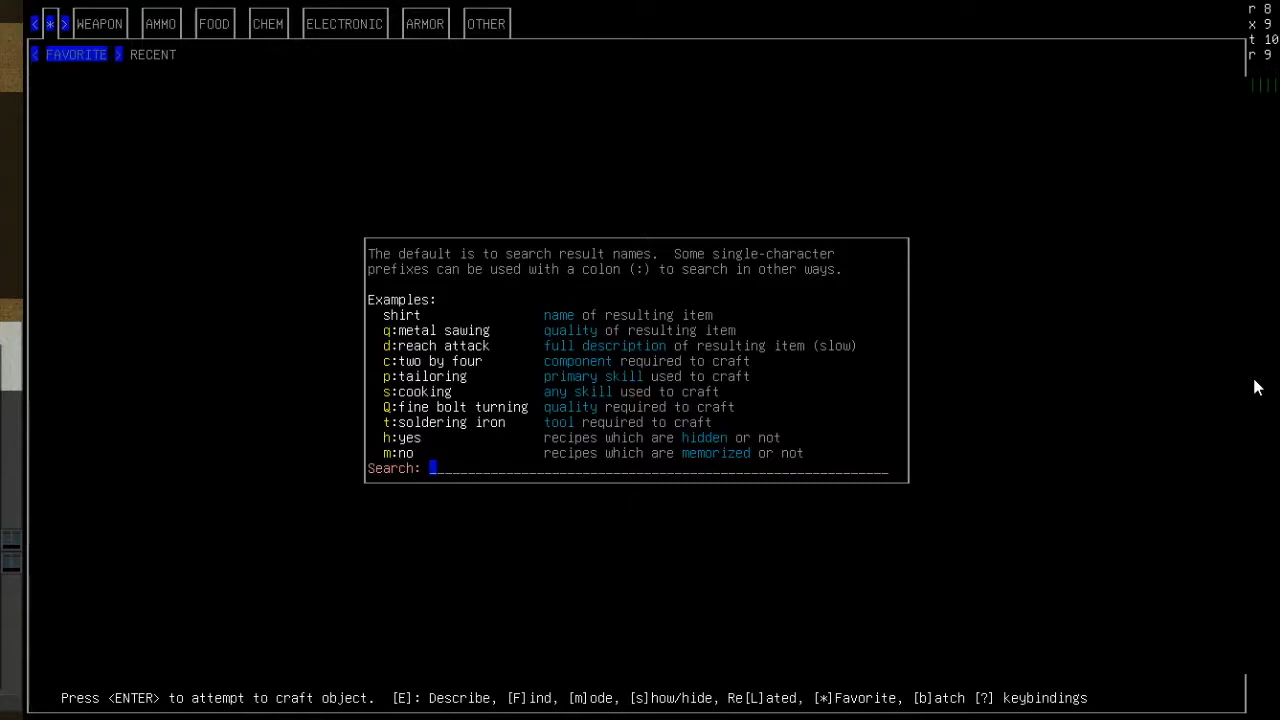 < * > WEAPON AMMO FOOD CHEM ELECTRONIC ARMOR OTHER
< FAVORITE > RECENT
r 8
x 9
t 10
r 9
||||
The default is to search result names.  Some single-character
prefixes can be used with a colon (:) to search in other ways.
Examples:
shirt name of resulting item
q:metal sawing quality of resulting item
d:reach attack full description of resulting item (slow)
c:two by four component required to craft
p:tailoring primary skill used to craft
s:cooking any skill used to craft
Q:fine bolt turning quality required to craft
t:soldering iron tool required to craft
h:yes recipes which are hidden or not
m:no recipes which are memorized or not
Search:
Press <ENTER> to attempt to craft object.  [E]: Describe, [F]ind, [m]ode, [s]how/hide, Re[L]ated, [*]Favorite, [b]atch [?] keybindings